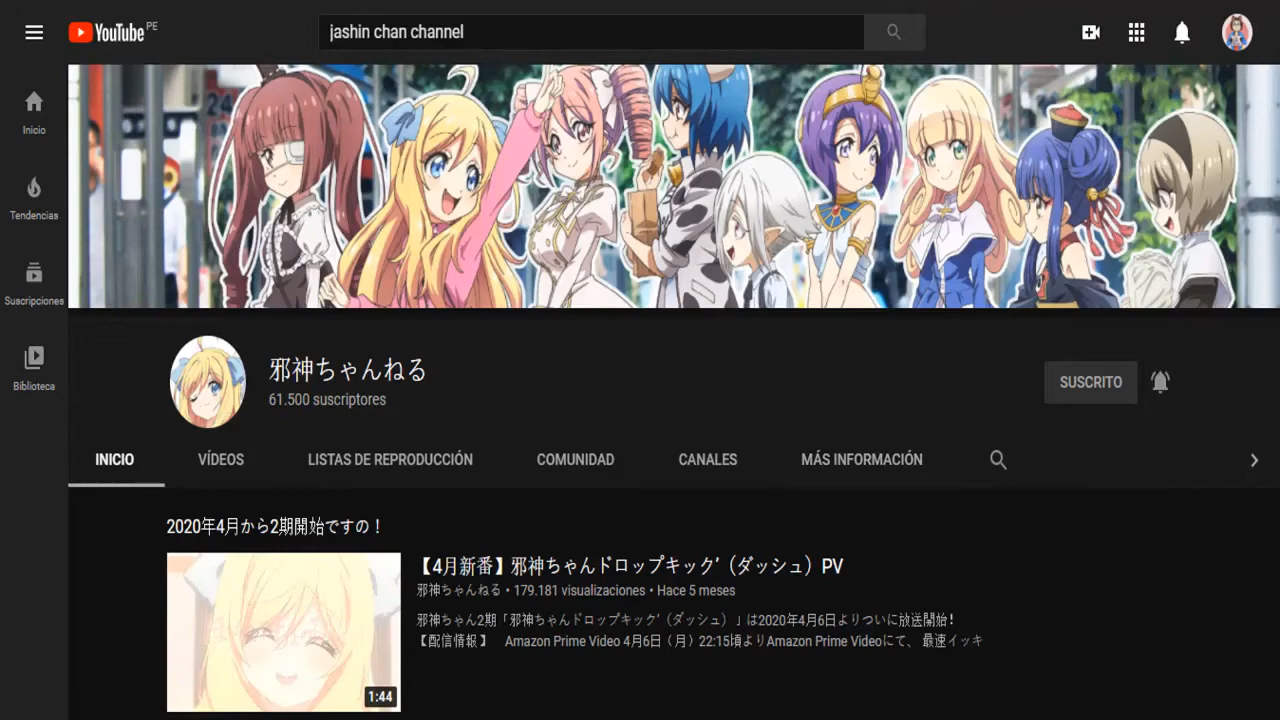 YouTube PE
jashin chan channel
Inicio
Tendencias
Suscripciones
Biblioteca
24
邪神ちゃんねる
61.500 suscriptores
SUSCRITO
INICIO VÍDEOS LISTAS DE REPRODUCCIÓN COMUNIDAD CANALES MÁS INFORMACIÓN
2020年4月から2期開始ですの！
【4月新番】邪神ちゃんドロップキック’（ダッシュ）PV
邪神ちゃんねる • 179.181 visualizaciones • Hace 5 meses
邪神ちゃん2期「邪神ちゃんドロップキック’（ダッシュ）」は2020年4月6日よりついに放送開始！
【配信情報】 Amazon Prime Video 4月6日（月）22:15頃よりAmazon Prime Videoにて、 最速イッキ
1:44